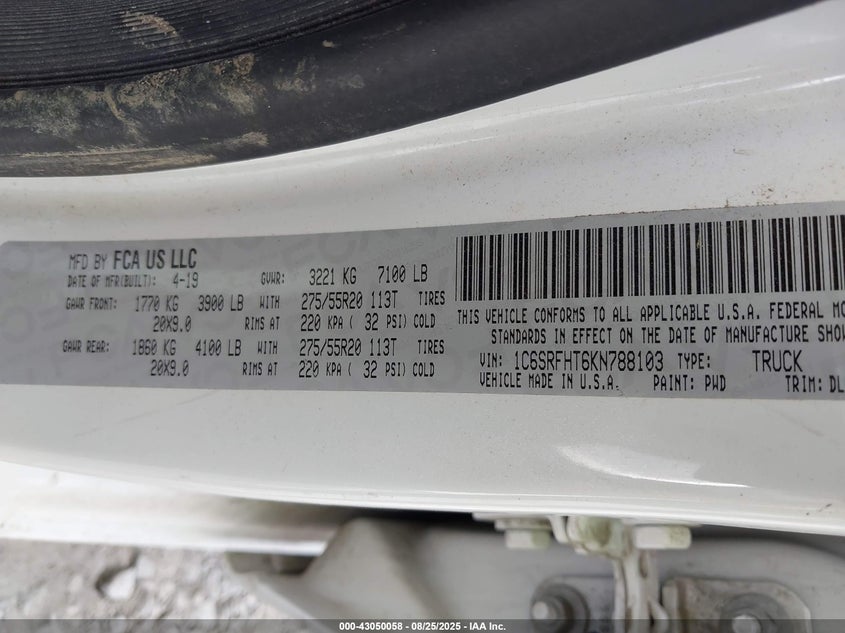 MFD BY FCA US LLC
DATE OF MFR(BUILT): 4-19 GVWR: 3221 KG 7100 LB
GAWR FRONT: 1770 KG 3900 LB WITH 275/55R20 113T TIRES
20X9.0 RIMS AT 220 KPA ( 32 PSI) COLD
GAWR REAR: 1860 KG 4100 LB WITH 275/55R20 113T TIRES
20X9.0 RIMS AT 220 KPA ( 32 PSI) COLD
THIS VEHICLE CONFORMS TO ALL APPLICABLE U.S.A. FEDERAL MO
STANDARDS IN EFFECT ON THE DATE OF MANUFACTURE SHOW
VIN: 1C6SRFHT6KN788103 TYPE: TRUCK
VEHICLE MADE IN U.S.A. PAINT: PWD TRIM: DL
000-43050058 - 08/25/2025 - IAA Inc.